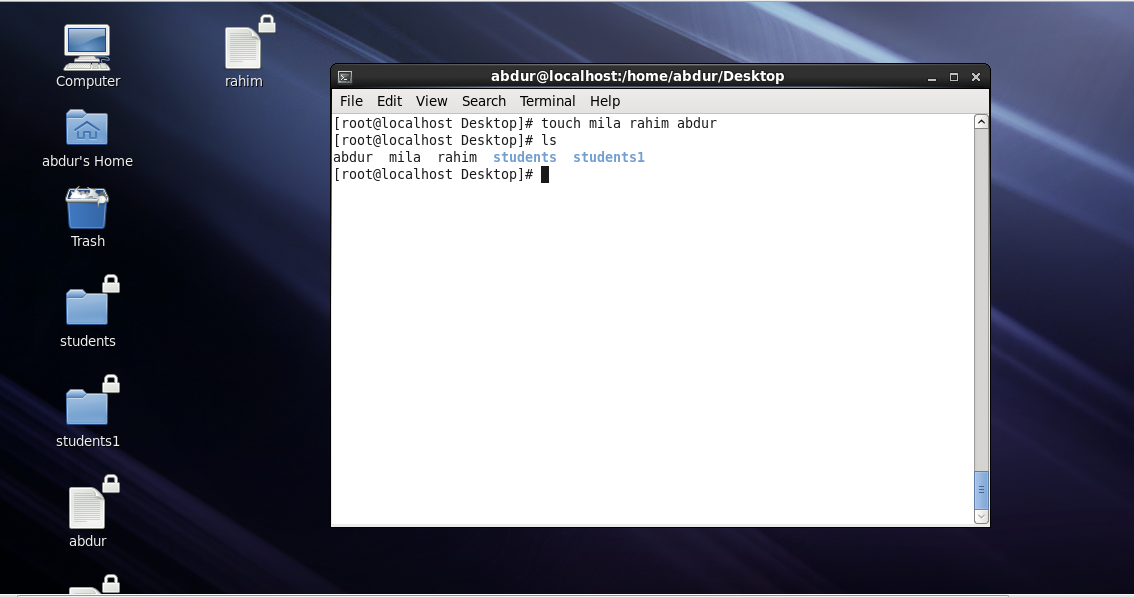 Computer
rahim
abdur's Home
Trash
students
students1
abdur
abdur@localhost:/home/abdur/Desktop
File Edit View Search Terminal Help
[root@localhost Desktop]# touch mila rahim abdur
[root@localhost Desktop]# ls
abdur  mila  rahim  students  students1
[root@localhost Desktop]#